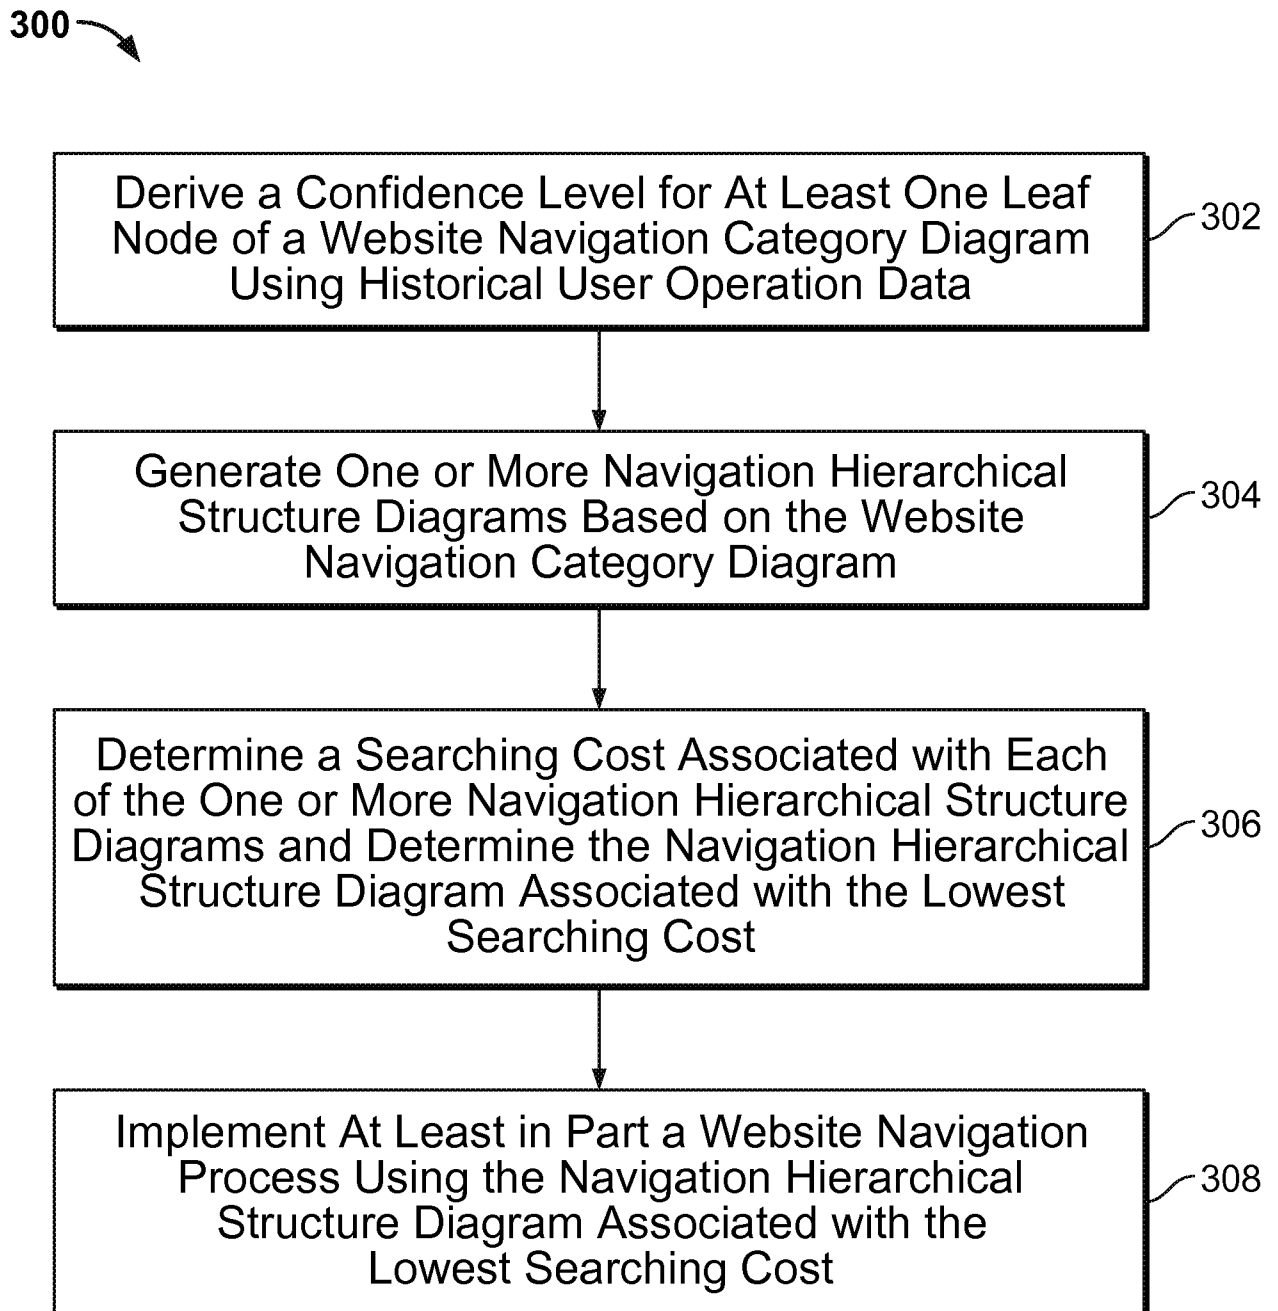 300
Derive a Confidence Level for At Least One Leaf
Node of a Website Navigation Category Diagram
Using Historical User Operation Data
302
Generate One or More Navigation Hierarchical
Structure Diagrams Based on the Website
Navigation Category Diagram
304
Determine a Searching Cost Associated with Each
of the One or More Navigation Hierarchical Structure
Diagrams and Determine the Navigation Hierarchical
Structure Diagram Associated with the Lowest
Searching Cost
306
Implement At Least in Part a Website Navigation
Process Using the Navigation Hierarchical
Structure Diagram Associated with the
Lowest Searching Cost
308